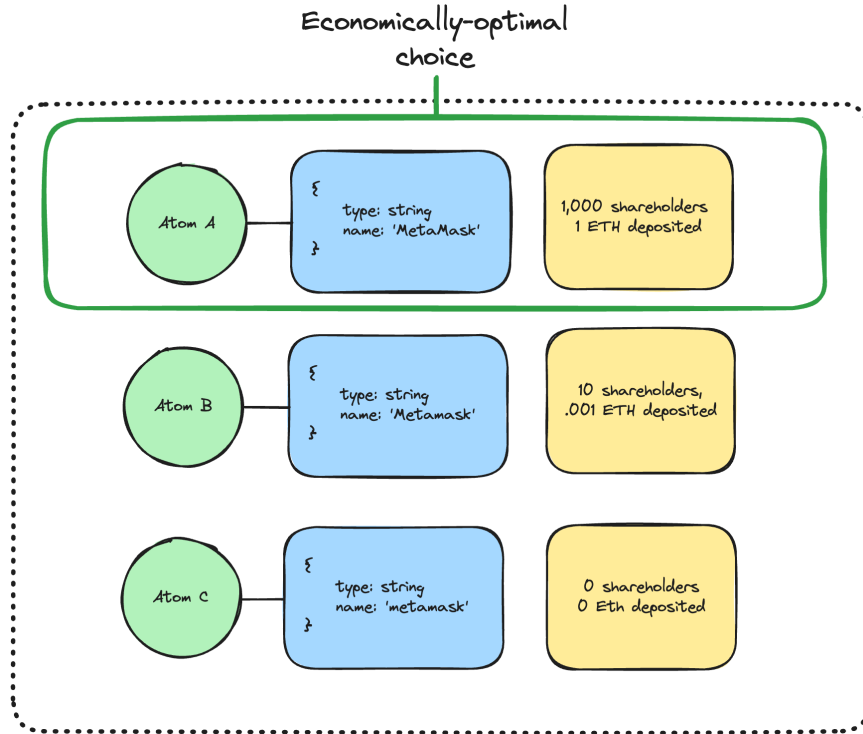 Economically-optimal
choice
Atom A
{
type: string
name: 'MetaMask'
}
1,000 shareholders
1 ETH deposited
Atom B
{
type: string
name: 'Metamask'
}
10 shareholders,
.001 ETH deposited
Atom C
{
type: string
name: 'metamask'
}
0 shareholders
0 Eth deposited